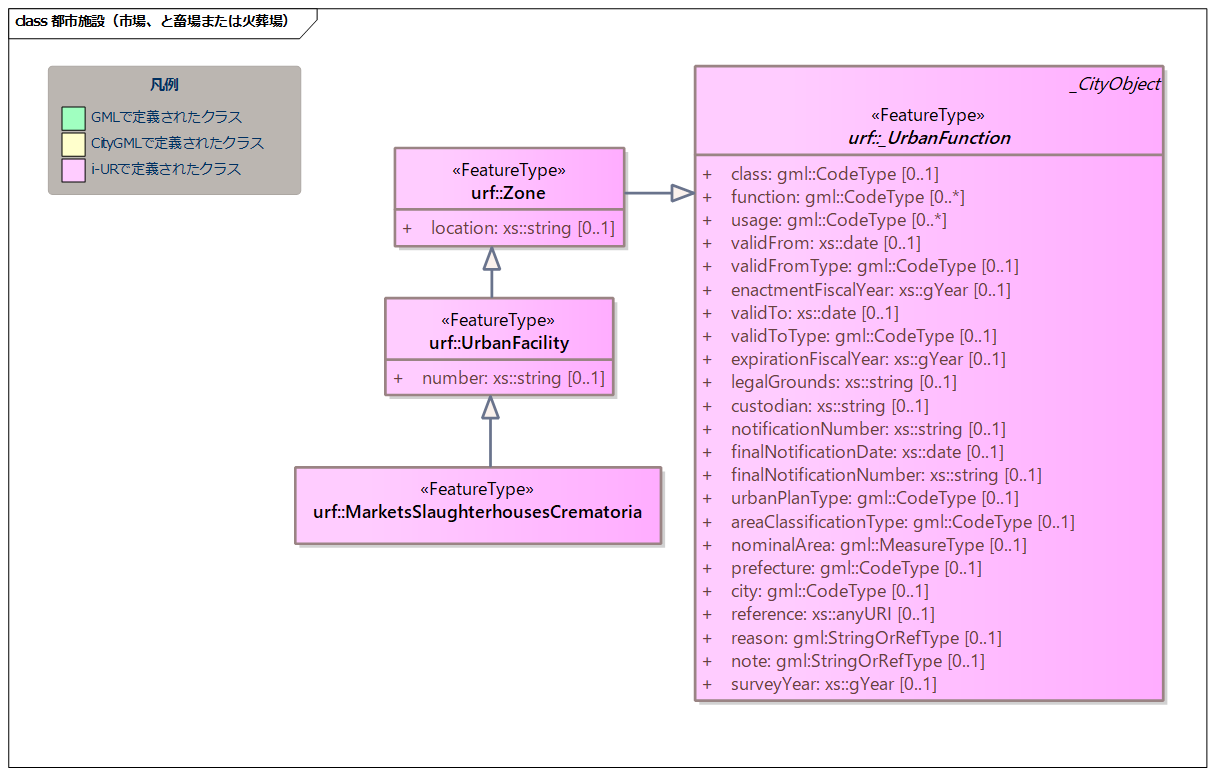 class 都市施設（市場、と畜場または火葬場）
凡例
GMLで定義されたクラス
CityGMLで定義されたクラス
i-URで定義されたクラス
«FeatureType»
urf::Zone
+ location: xs::string [0..1]
«FeatureType»
urf::UrbanFacility
+ number: xs::string [0..1]
«FeatureType»
urf::MarketsSlaughterhousesCrematoria
_CityObject
«FeatureType»
urf::_UrbanFunction
+ class: gml::CodeType [0..1]
+ function: gml::CodeType [0..*]
+ usage: gml::CodeType [0..*]
+ validFrom: xs::date [0..1]
+ validFromType: gml::CodeType [0..1]
+ enactmentFiscalYear: xs::gYear [0..1]
+ validTo: xs::date [0..1]
+ validToType: gml::CodeType [0..1]
+ expirationFiscalYear: xs::gYear [0..1]
+ legalGrounds: xs::string [0..1]
+ custodian: xs::string [0..1]
+ notificationNumber: xs::string [0..1]
+ finalNotificationDate: xs::date [0..1]
+ finalNotificationNumber: xs::string [0..1]
+ urbanPlanType: gml::CodeType [0..1]
+ areaClassificationType: gml::CodeType [0..1]
+ nominalArea: gml::MeasureType [0..1]
+ prefecture: gml::CodeType [0..1]
+ city: gml::CodeType [0..1]
+ reference: xs::anyURI [0..1]
+ reason: gml:StringOrRefType [0..1]
+ note: gml:StringOrRefType [0..1]
+ surveyYear: xs::gYear [0..1]